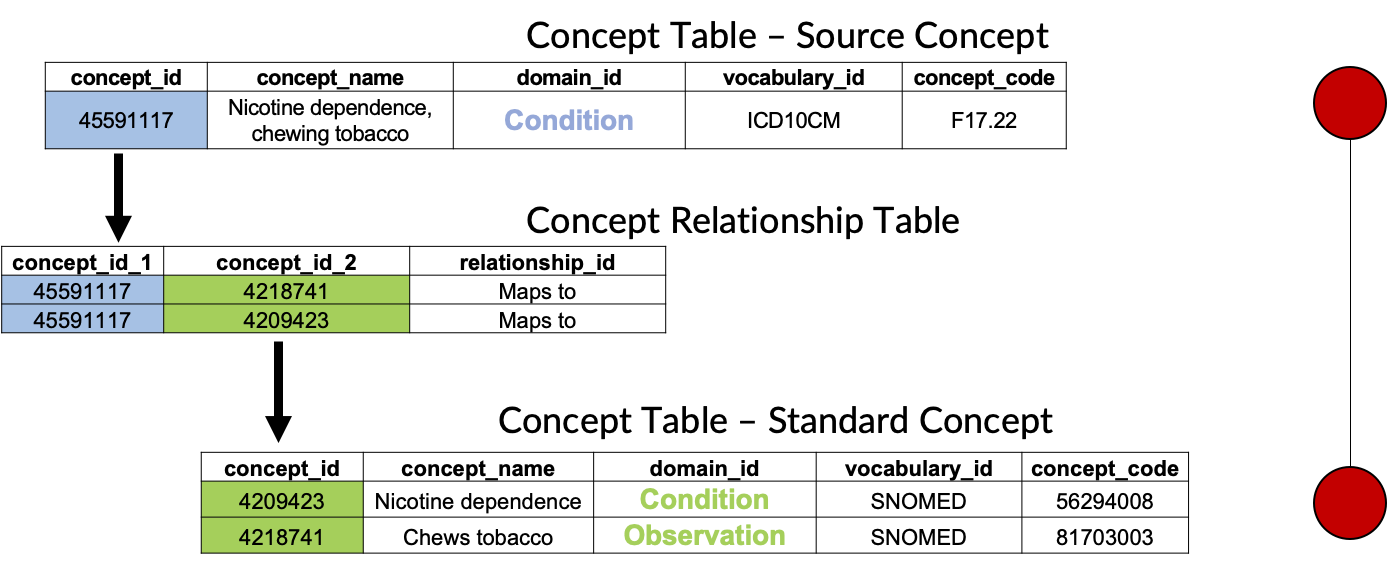 Concept Table – Source Concept
concept_id concept_name domain_id vocabulary_id concept_code
45591117 Nicotine dependence, chewing tobacco Condition ICD10CM F17.22
Concept Relationship Table
concept_id_1 concept_id_2 relationship_id
45591117 4218741 Maps to
45591117 4209423 Maps to
Concept Table – Standard Concept
concept_id concept_name domain_id vocabulary_id concept_code
4209423 Nicotine dependence Condition SNOMED 56294008
4218741 Chews tobacco Observation SNOMED 81703003